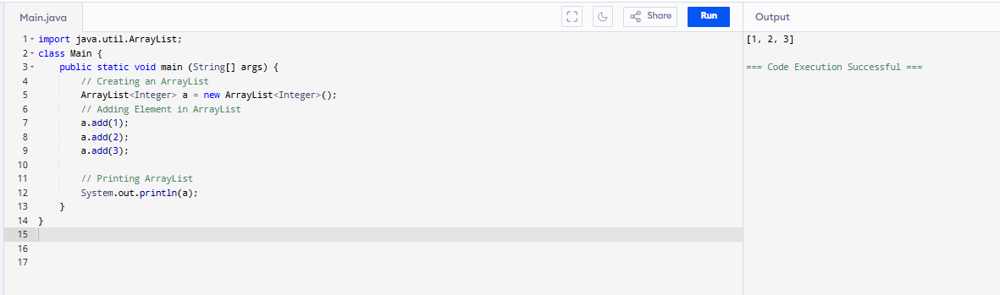 Main.java Share Run Output
1 import java.util.ArrayList;
2 class Main {
3 public static void main (String[] args) {
4 // Creating an ArrayList
5 ArrayList<Integer> a = new ArrayList<Integer>();
6 // Adding Element in ArrayList
7 a.add(1);
8 a.add(2);
9 a.add(3);
10
11 // Printing ArrayList
12 System.out.println(a);
13 }
14 }
15
16
17
[1, 2, 3]
=== Code Execution Successful ===